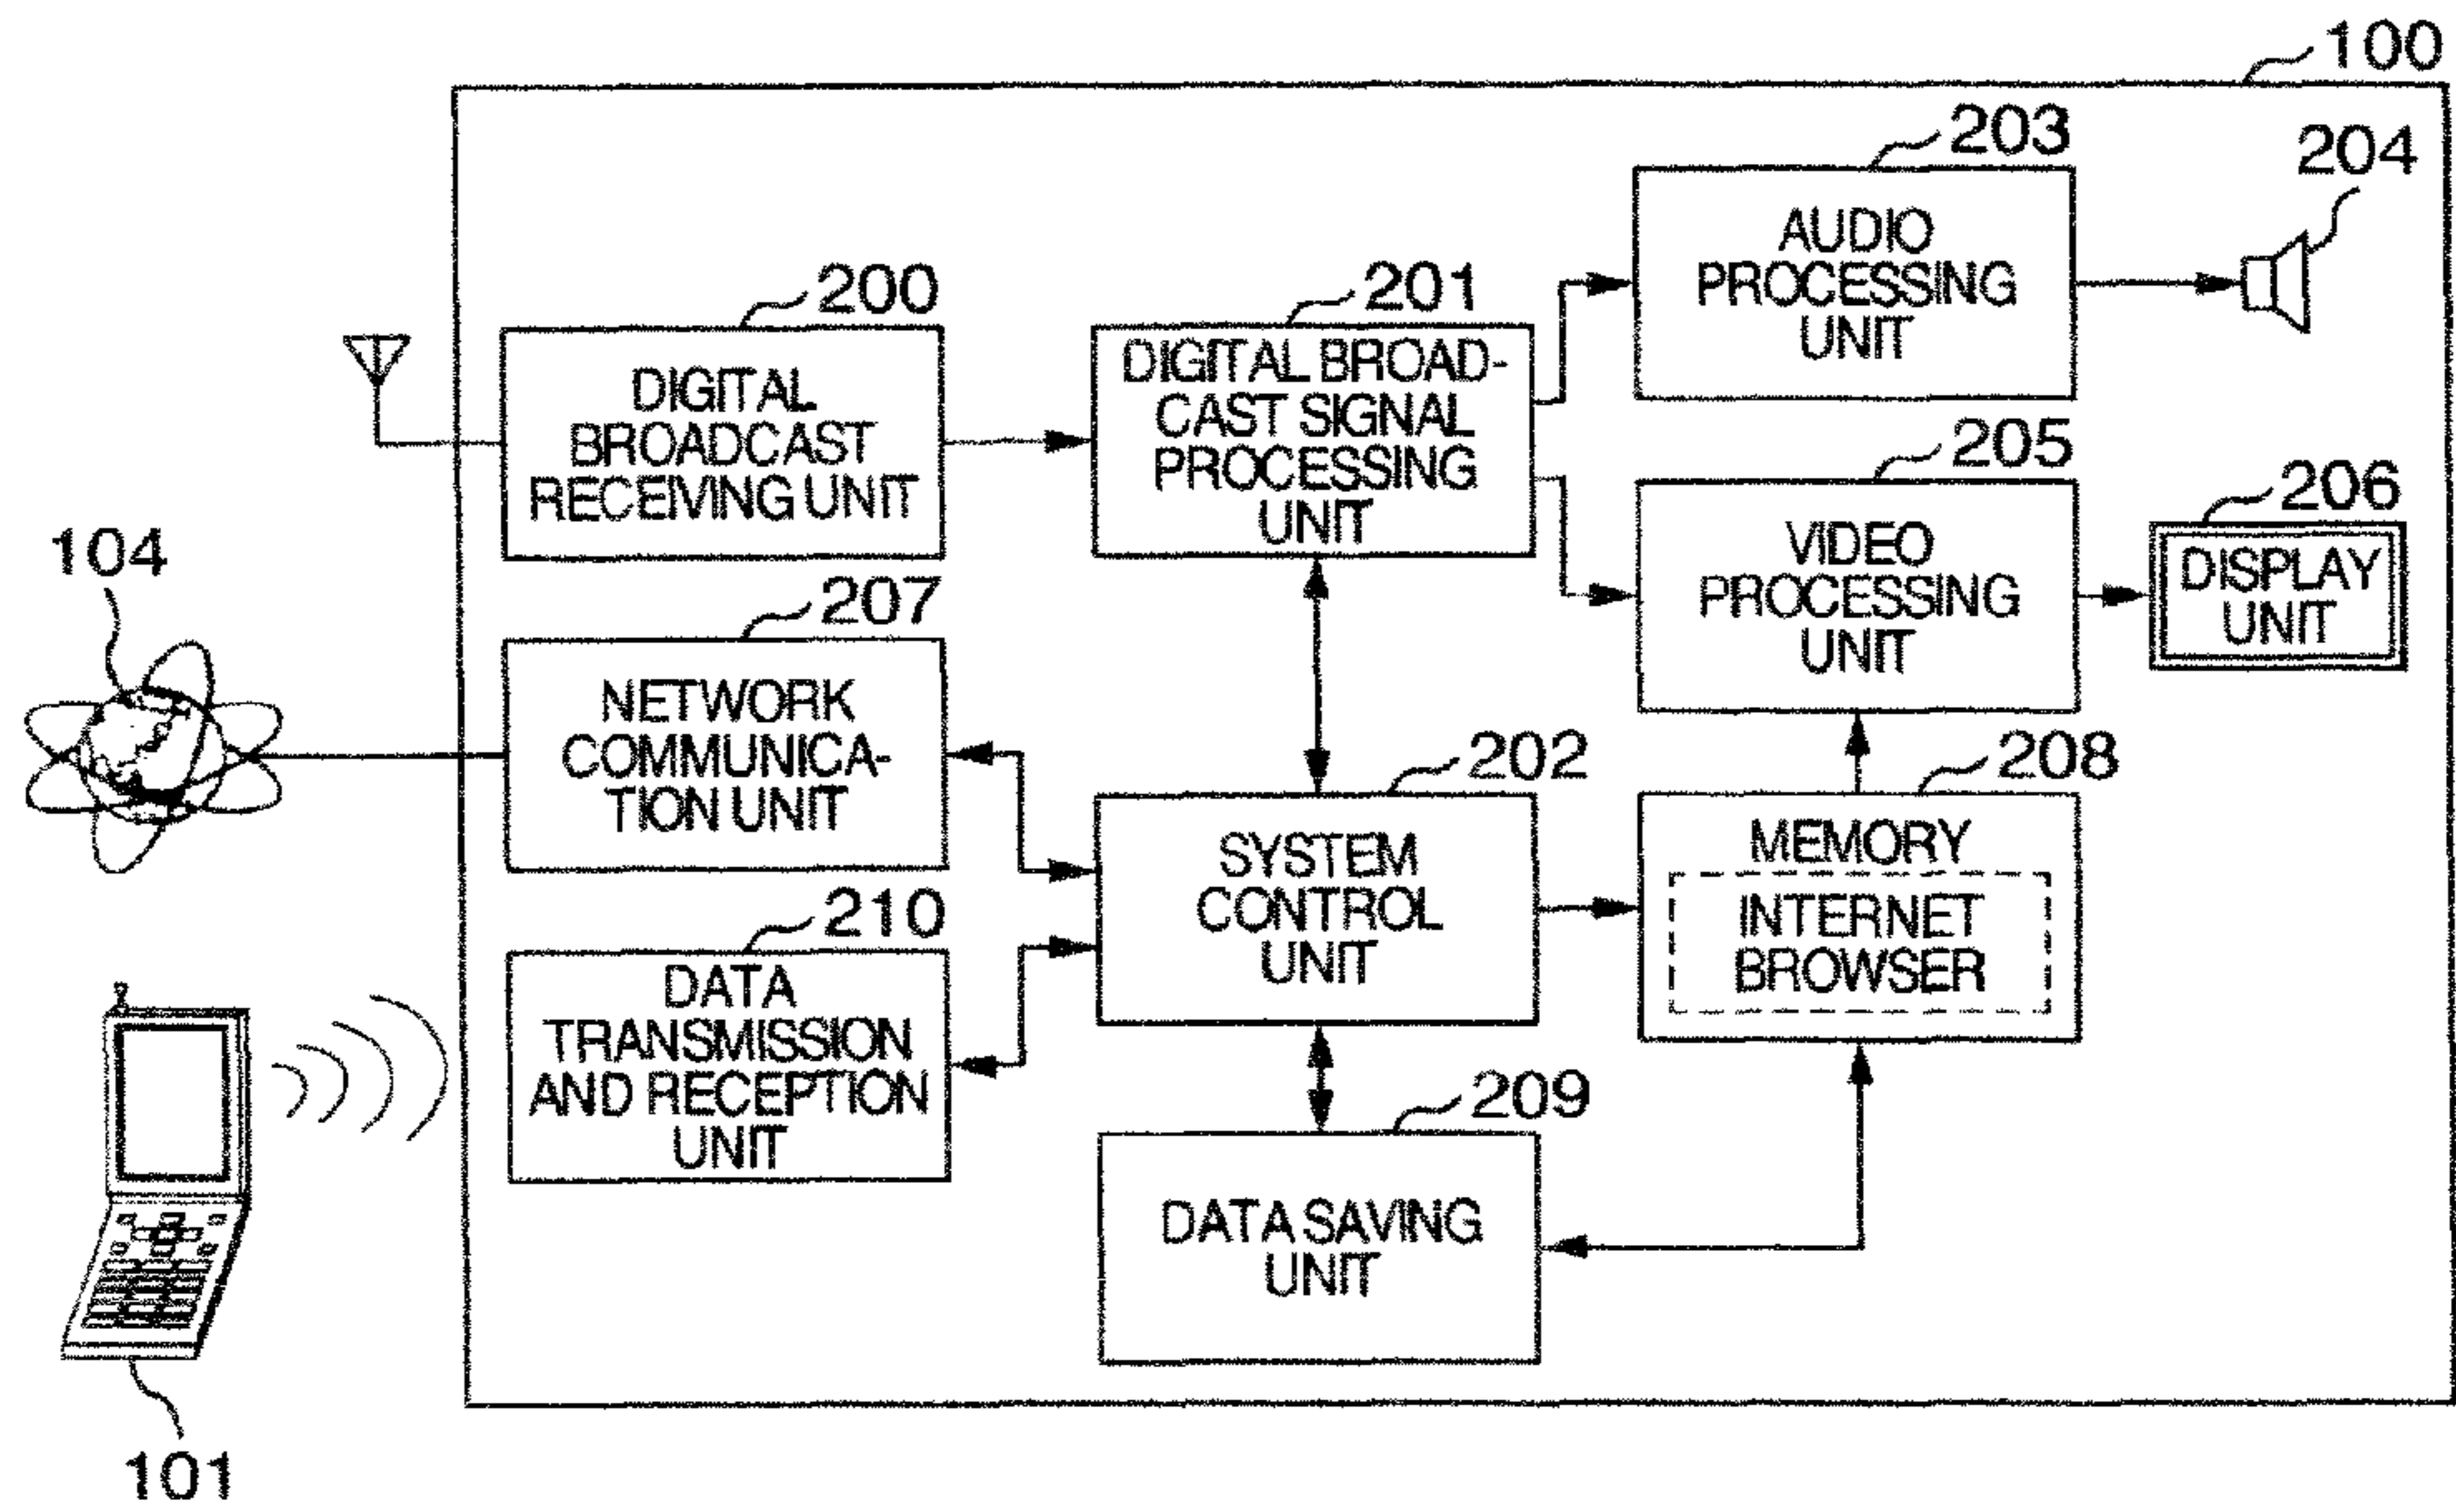 100
203
204
AUDIO
PROCESSING
UNIT
200
201
DIGITAL
BROADCAST
RECEIVING UNIT
DIGITAL BROAD-
CAST SIGNAL
PROCESSING
UNIT
205
206
VIDEO
PROCESSING
UNIT
DISPLAY
UNIT
104
207
NETWORK
COMMUNICA-
TION UNIT
202
208
SYSTEM
CONTROL
UNIT
MEMORY
INTERNET
BROWSER
210
DATA
TRANSMISSION
AND RECEPTION
UNIT
209
DATA SAVING
UNIT
101